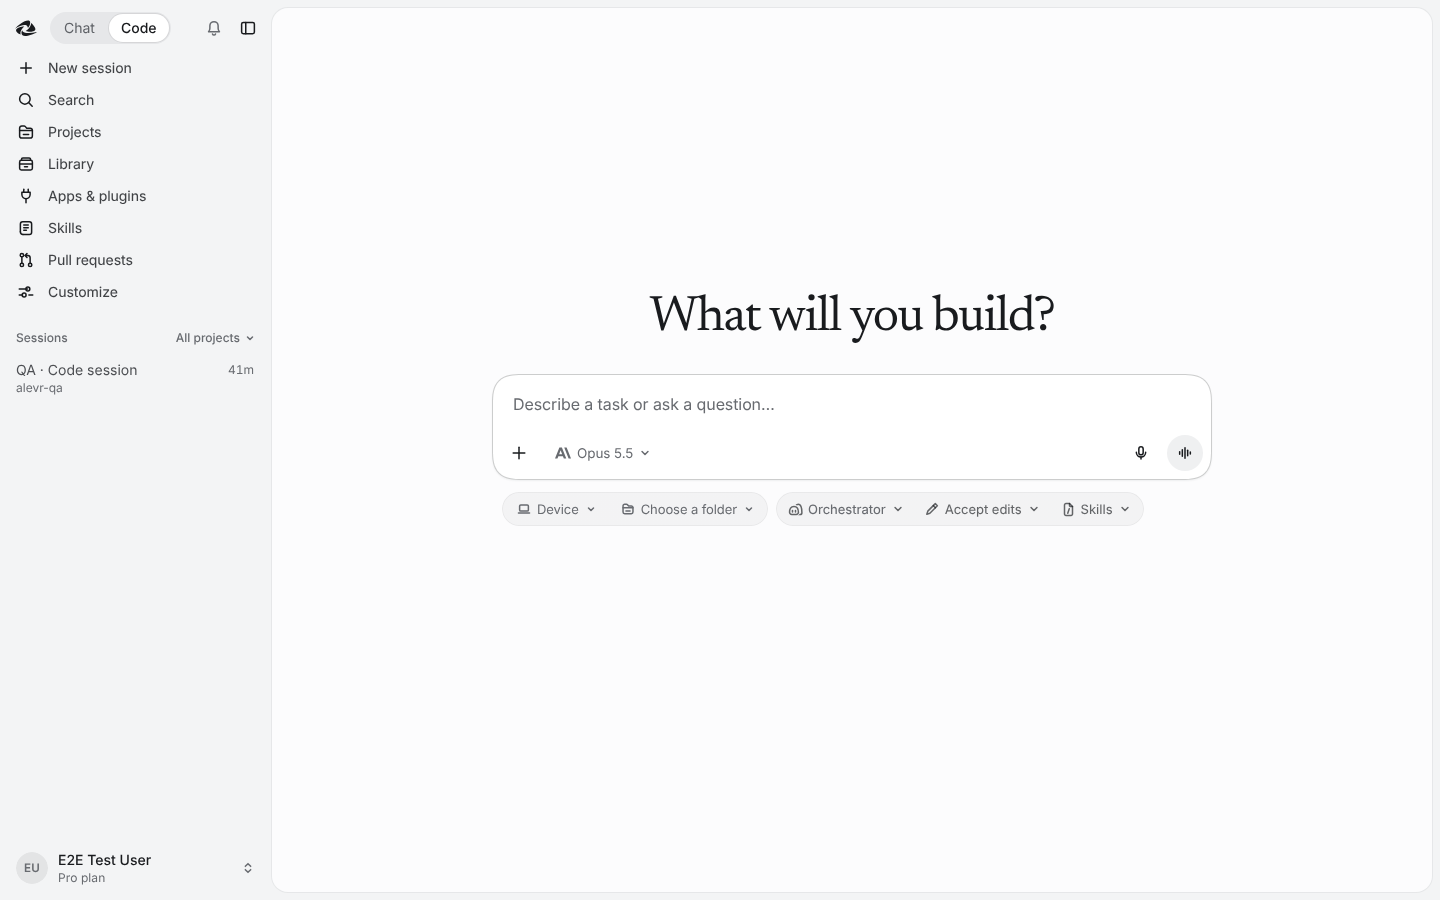 Chat Code
New session
Search
Projects
Library
Apps & plugins
Skills
Pull requests
Customize
Sessions All projects
QA · Code session 41m
alevr-qa
E2E Test User
EU
Pro plan
What will you build?
Describe a task or ask a question...
Opus 5.5
Device Choose a folder Orchestrator Accept edits Skills